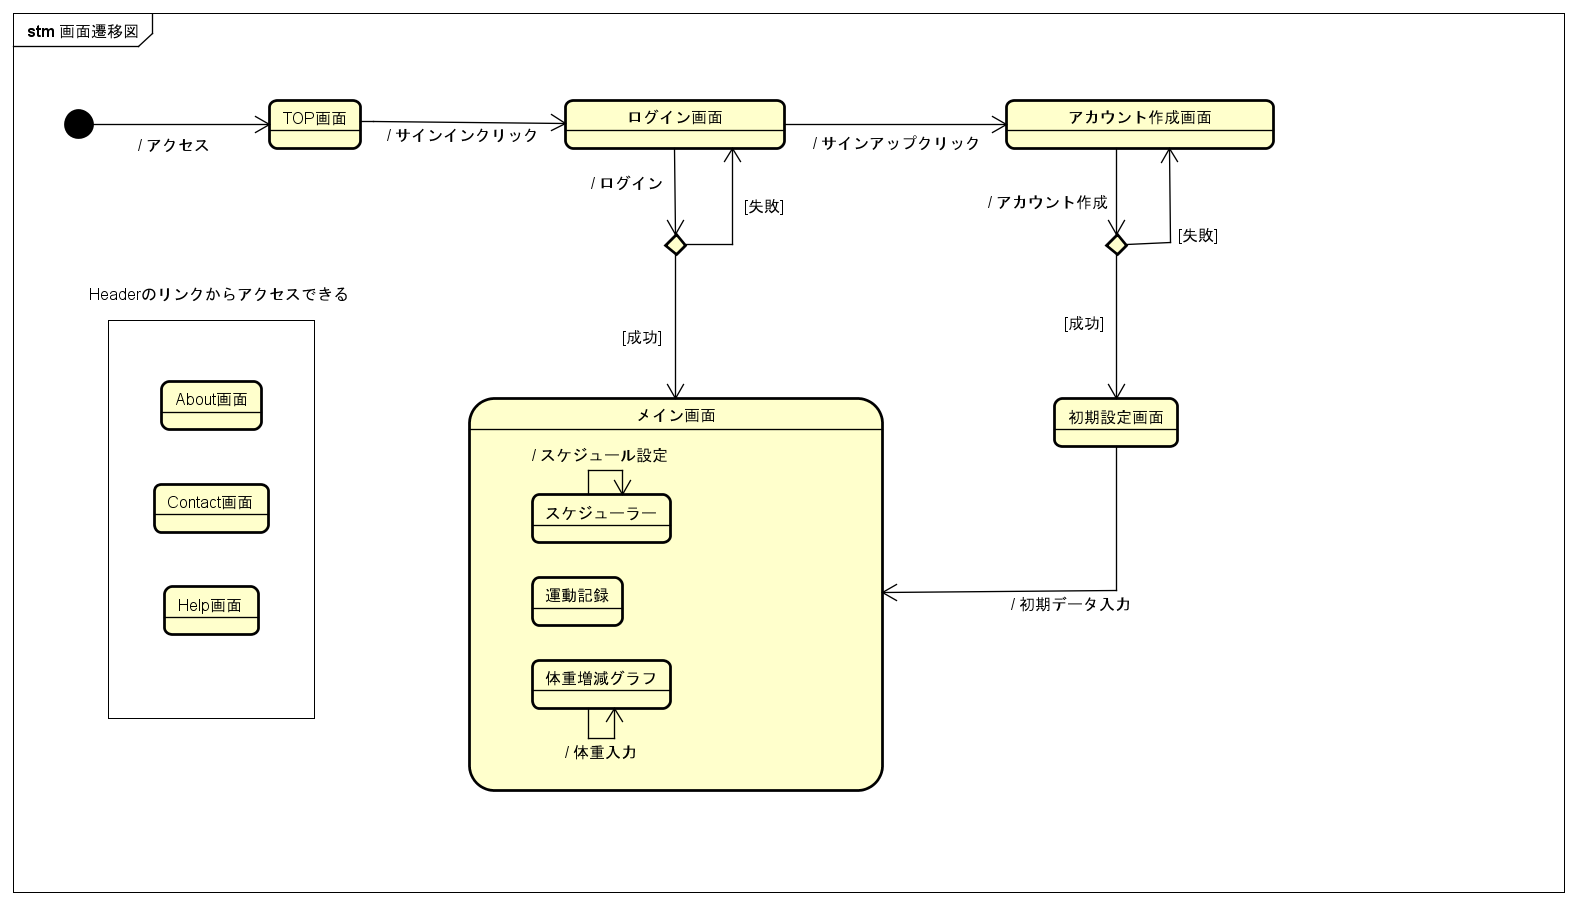 stm 画面遷移図
TOP画面
ログイン画面
アカウント作成画面
/ アクセス
/ サインインクリック
/ サインアップクリック
/ ログイン
[失敗]
/ アカウント作成
[失敗]
Headerのリンクからアクセスできる
[成功]
[成功]
About画面
Contact画面
Help画面
メイン画面
/ スケジュール設定
スケジューラー
運動記録
体重増減グラフ
/ 体重入力
初期設定画面
/ 初期データ入力